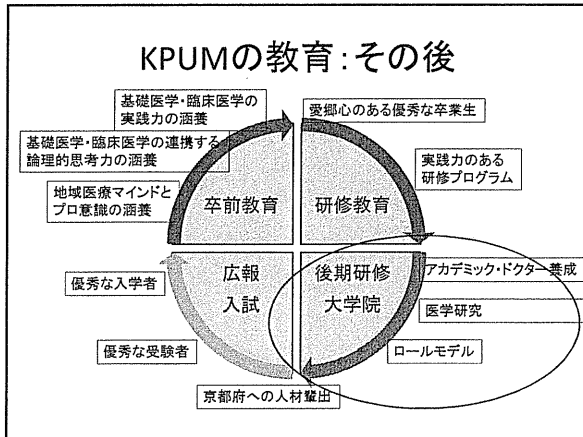 KPUMの教育:その後
基礎医学・臨床医学の
実践力の涵養
基礎医学・臨床医学の連携する
論理的思考力の涵養
地域医療マインドと
プロ意識の涵養
愛郷心のある優秀な卒業生
実践力のある
研修プログラム
卒前教育
研修教育
広報
入試
後期研修
大学院
アカデミック・ドクター養成
医学研究
ロールモデル
優秀な入学者
優秀な受験者
京都府への人材輩出